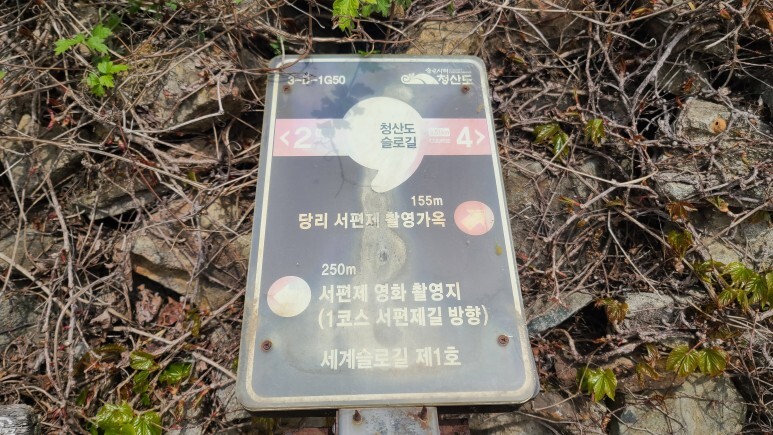 3-D-1G50
청산도
<2
청산도
슬로길
4>
155m
당리 서편제 촬영가옥
250m
서편제 영화 촬영지
(1코스 서편제길 방향)
세계슬로길 제1호